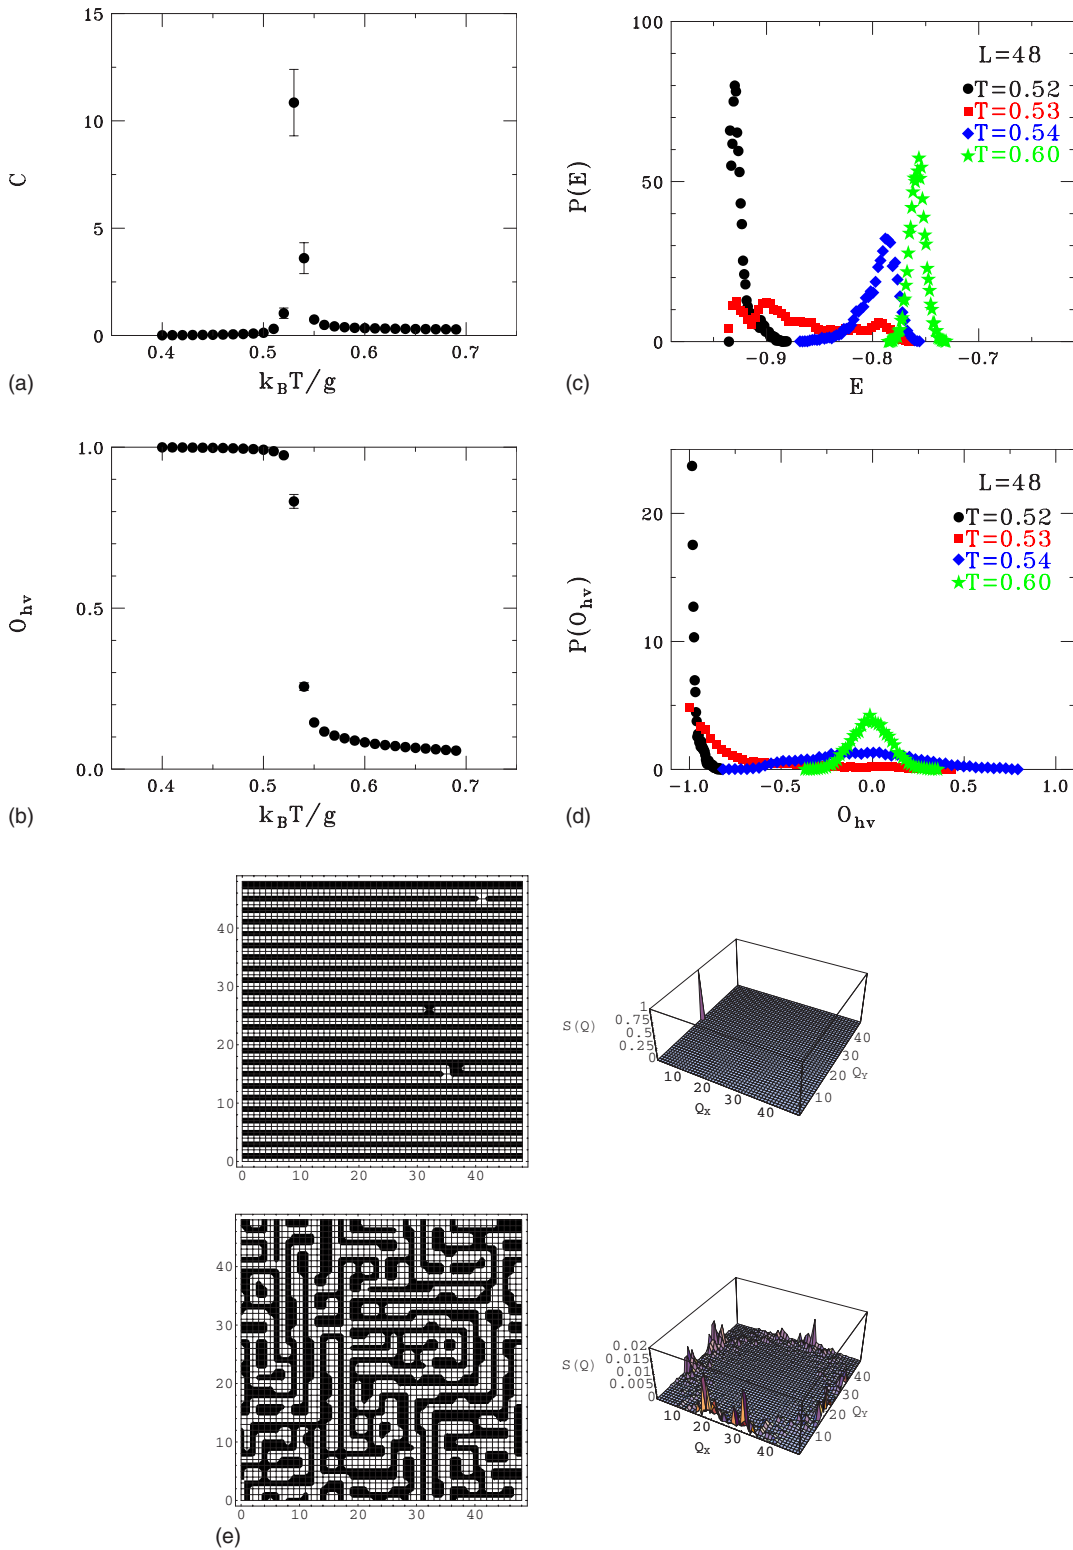 15
10
5
0
C
0.4
0.5
0.6
0.7
k_BT/g
(a)
100
50
0
P(E)
L=48
T=0.52
T=0.53
T=0.54
T=0.60
−0.9
−0.8
−0.7
E
(c)
1.0
0.5
0.0
O_hv
0.4
0.5
0.6
0.7
k_BT/g
(b)
20
10
0
P(O_hv)
L=48
T=0.52
T=0.53
T=0.54
T=0.60
−1.0
−0.5
0.0
0.5
1.0
O_hv
(d)
40
30
20
10
0
0
10
20
30
40
S(Q)
1
0.75
0.5
0.25
0
10
20
30
40
Q_X
10
20
30
40
Q_Y
40
30
20
10
0
0
10
20
30
40
S(Q)
0.02
0.015
0.01
0.005
0
10
20
30
40
Q_X
10
20
30
40
Q_Y
(e)